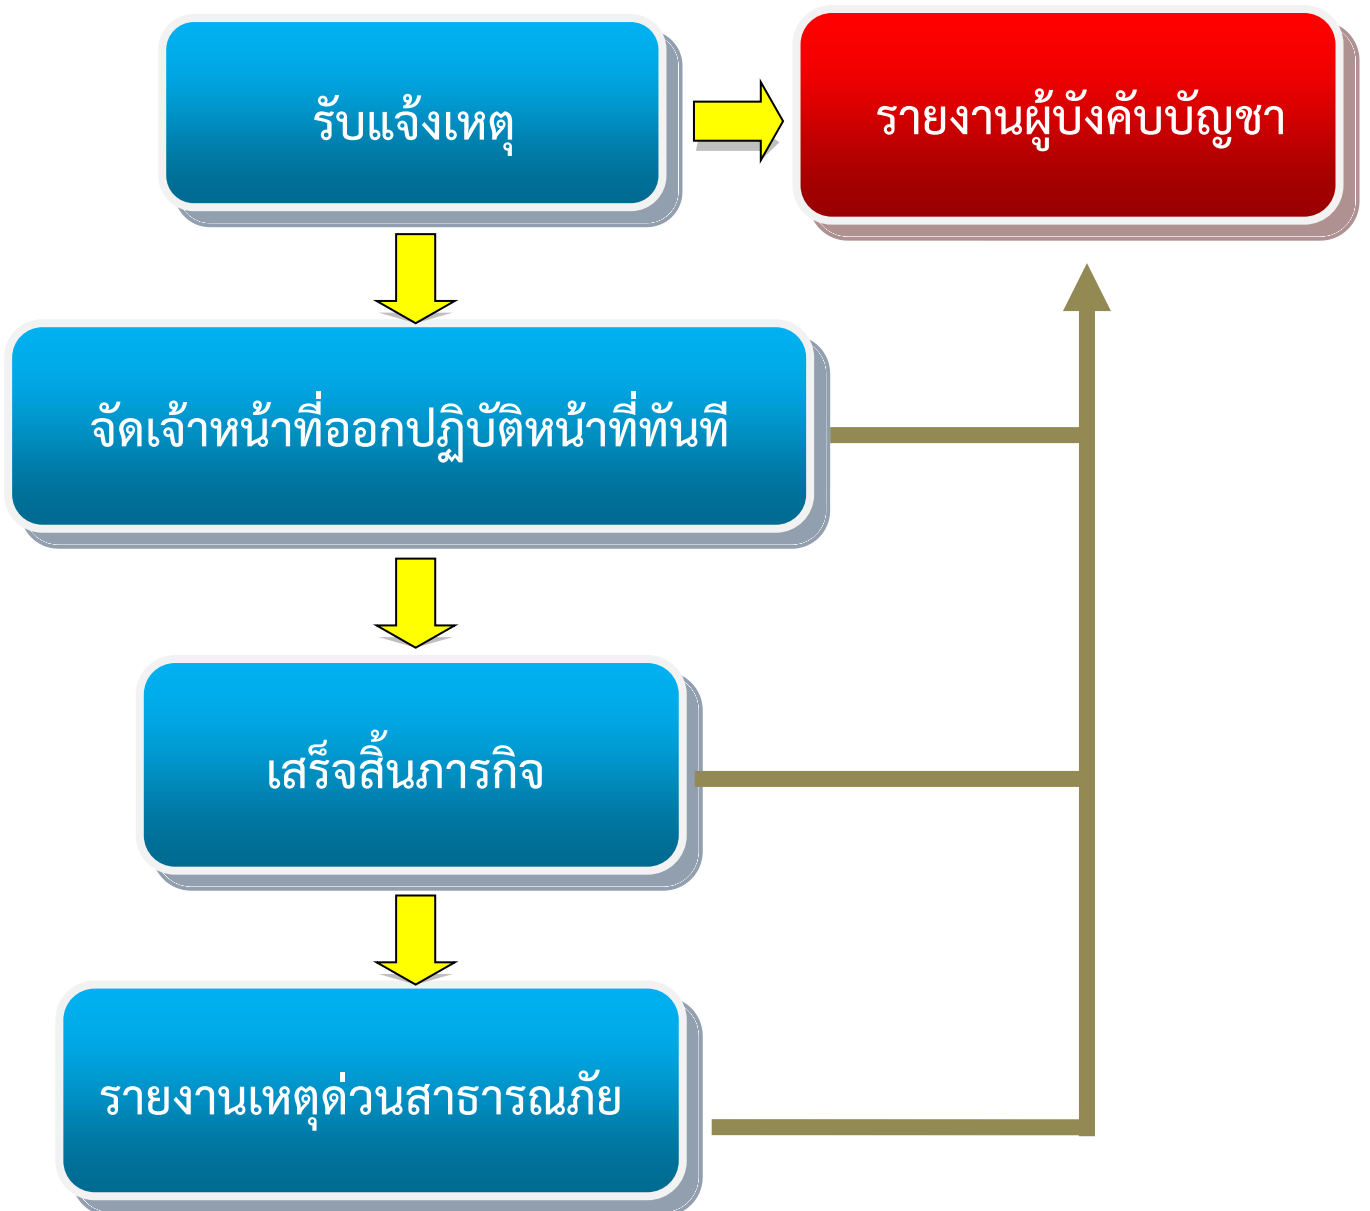 รับแจ้งเหตุ
รายงานผู้บังคับบัญชา
จัดเจ้าหน้าที่ออกปฏิบัติหน้าที่ทันที
เสร็จสิ้นภารกิจ
รายงานเหตุด่วนสาธารณภัย